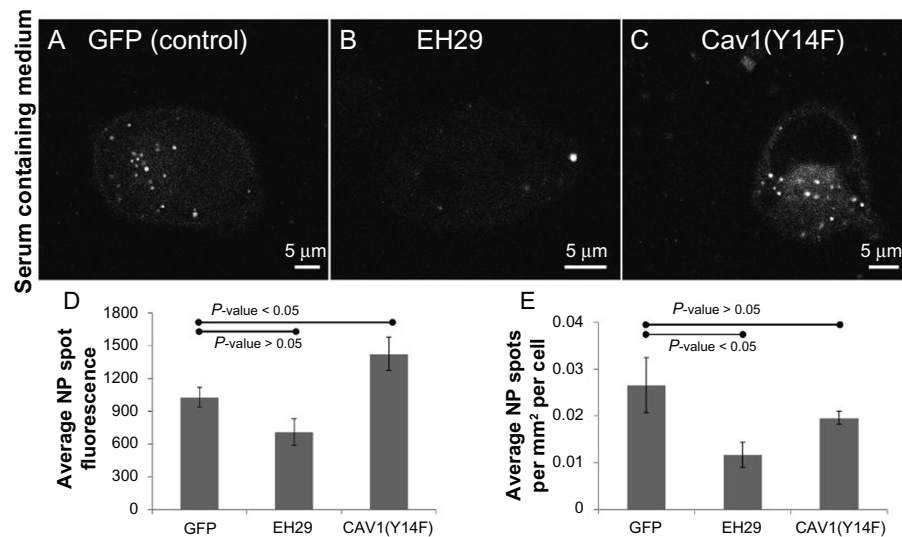 Serum containing medium
A GFP (control)
B EH29
C Cav1(Y14F)
5 μm
5 μm
5 μm
D
Average NP spot
fluorescence
1800
1500
1200
900
600
300
0
P-value < 0.05
P-value > 0.05
GFP EH29 CAV1(Y14F)
E
Average NP spots
per mm² per cell
0.04
0.03
0.02
0.01
0
P-value > 0.05
P-value < 0.05
GFP EH29 CAV1(Y14F)